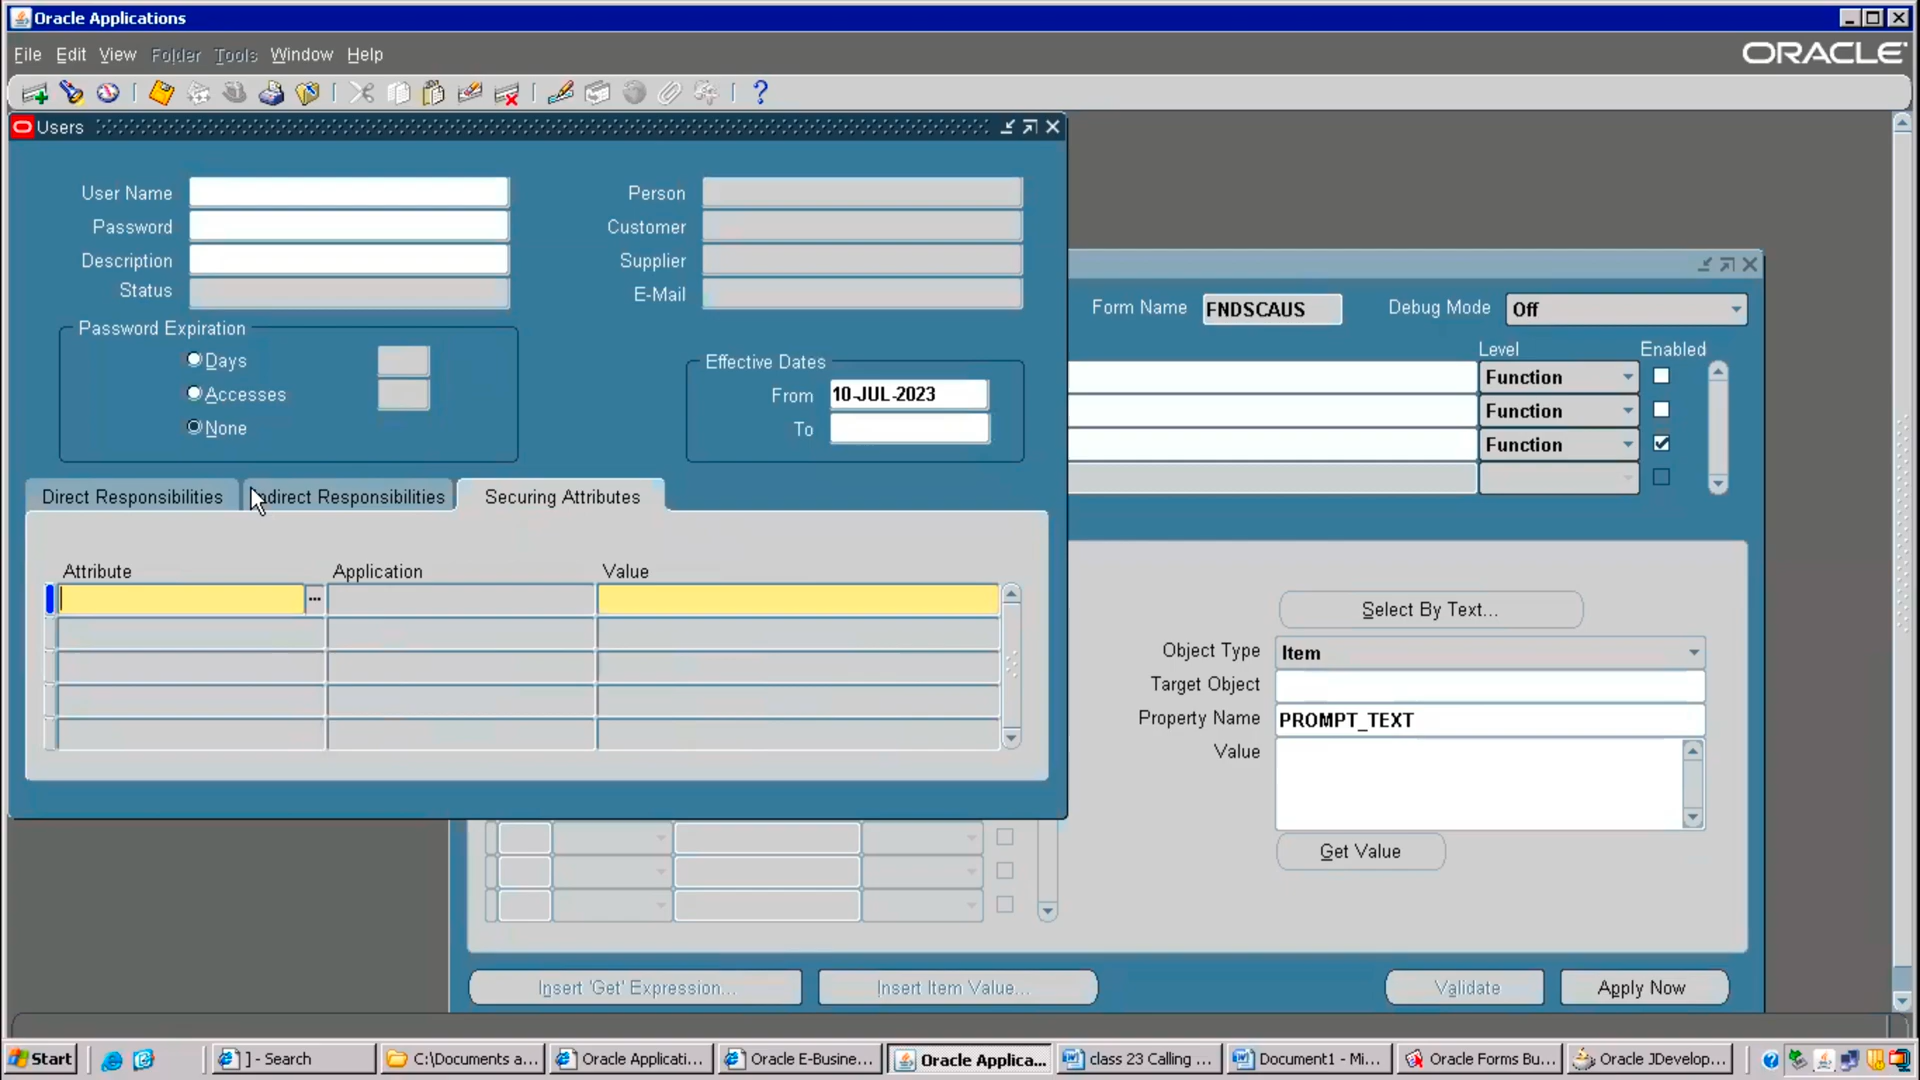 Oracle Applications
File Edit View Folder Tools Window Help
ORACLE
Users
User Name
Password
Description
Status
Person
Customer
Supplier
E-Mail
Password Expiration
Days
Accesses
None
Effective Dates
From 10-JUL-2023
To
Form Name FNDSCAUS Debug Mode Off
Level Enabled
Function
Function
Function
Direct Responsibilities Indirect Responsibilities Securing Attributes
Attribute Application Value
Select By Text...
Object Type Item
Target Object
Property Name PROMPT_TEXT
Value
Get Value
Insert 'Get' Expression... Insert Item Value... Validate Apply Now
Start ] - Search C:\Documents a... Oracle Applicati... Oracle E-Busine... Oracle Applica... class 23 Calling ... Document1 - Mi... Oracle Forms Bu... Oracle JDevelop...